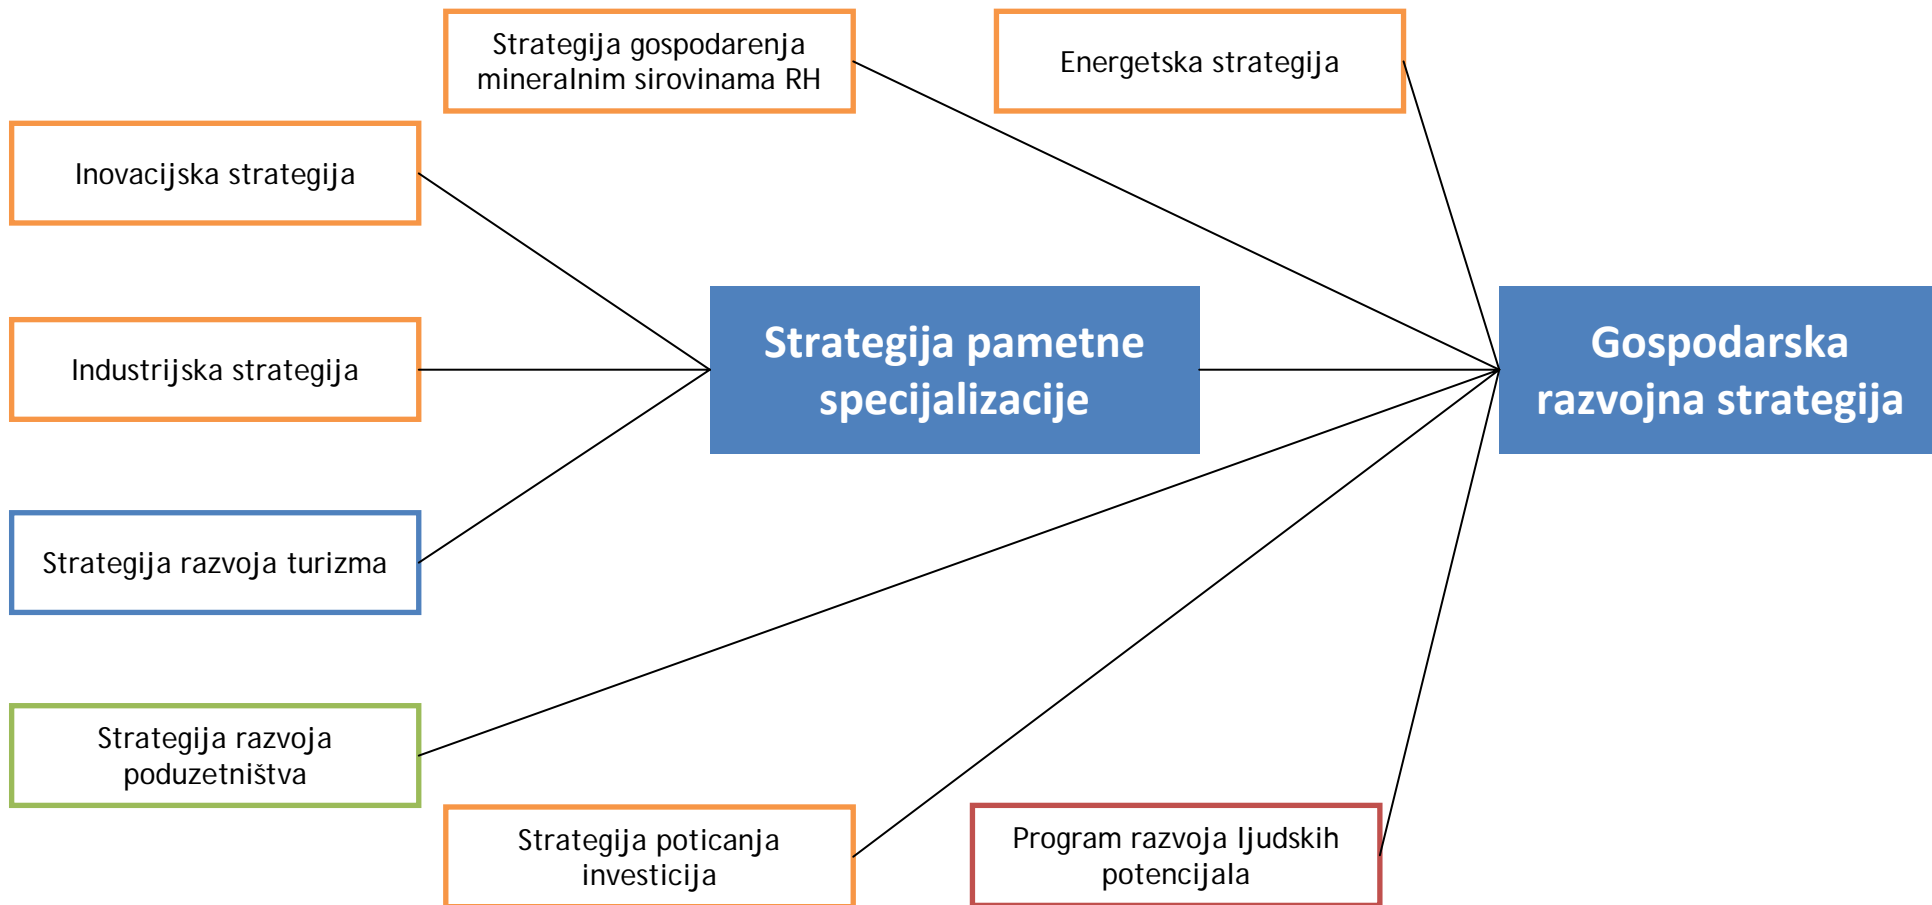 Strategija gospodarenja
mineralnim sirovinama RH
Energetska strategija
Inovacijska strategija
Industrijska strategija
Strategija pametne
specijalizacije
Gospodarska
razvojna strategija
Strategija razvoja turizma
Strategija razvoja
poduzetništva
Strategija poticanja
investicija
Program razvoja ljudskih
potencijala